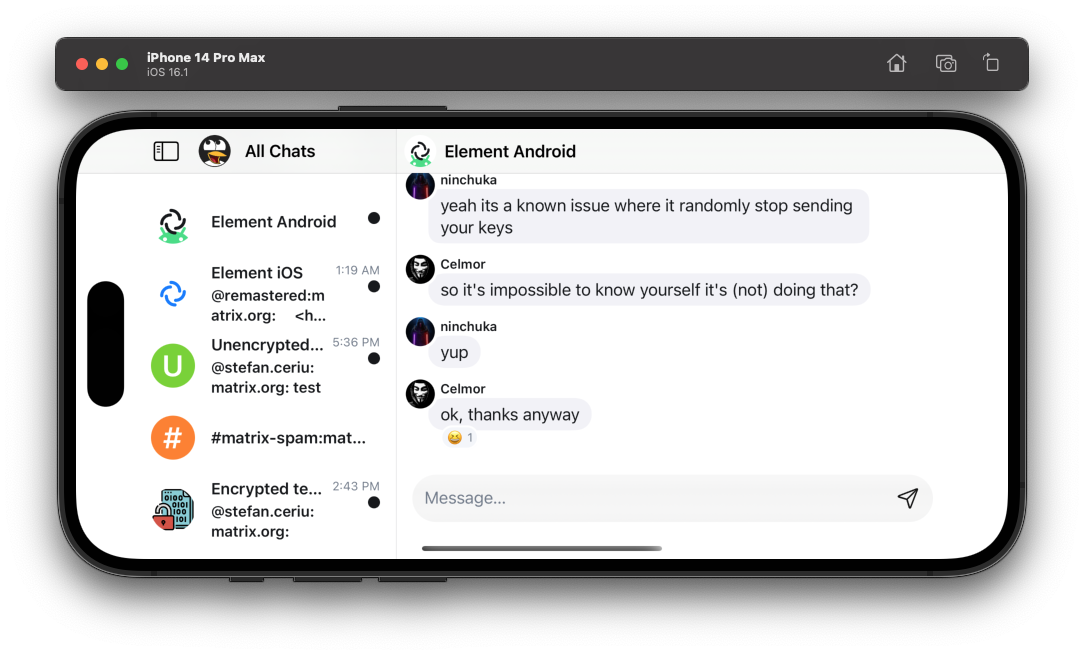 iPhone 14 Pro Max
iOS 16.1
All Chats
Element Android
Element iOS
1:19 AM
@remastered:m
atrix.org: <h...
Unencrypted...
5:36 PM
@stefan.ceriu:
matrix.org: test
U
#
#matrix-spam:mat...
Encrypted te...
2:43 PM
@stefan.ceriu:
matrix.org:
Element Android
ninchuka
yeah its a known issue where it randomly stop sending
your keys
Celmor
so it's impossible to know yourself it's (not) doing that?
ninchuka
yup
Celmor
ok, thanks anyway
1
Message...